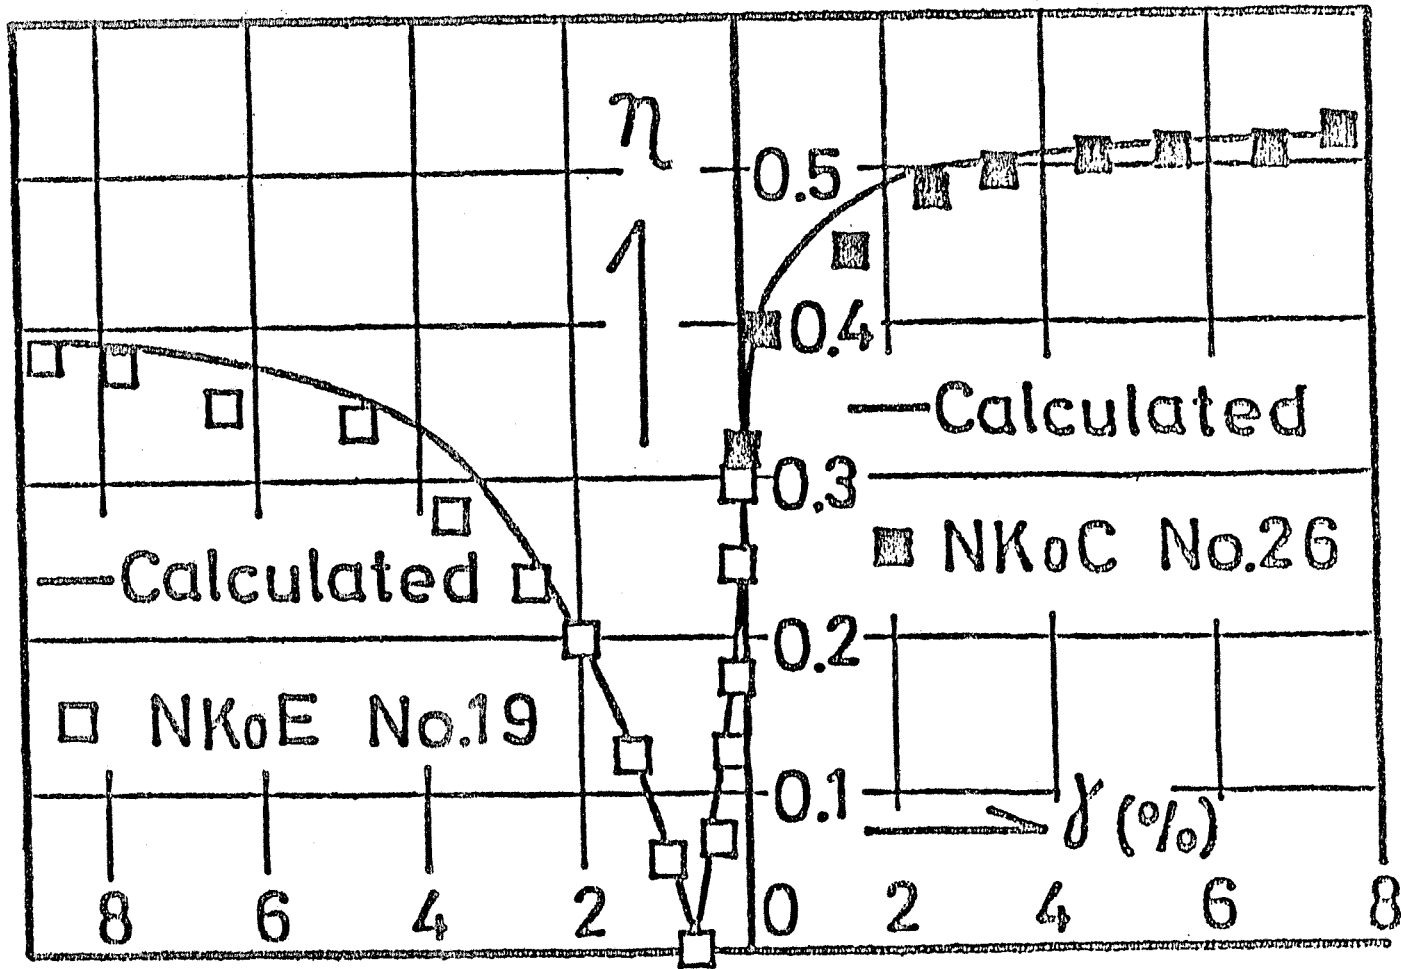 η
0.5
0.4
Calculated
0.3
NKoC No.26
Calculated
0.2
NKoE No.19
0.1
γ (%)
8 6 4 2 0 2 4 6 8